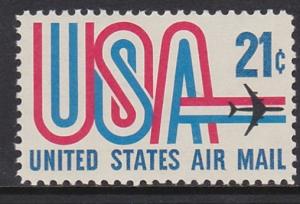 USA 21¢
UNITED STATES AIR MAIL